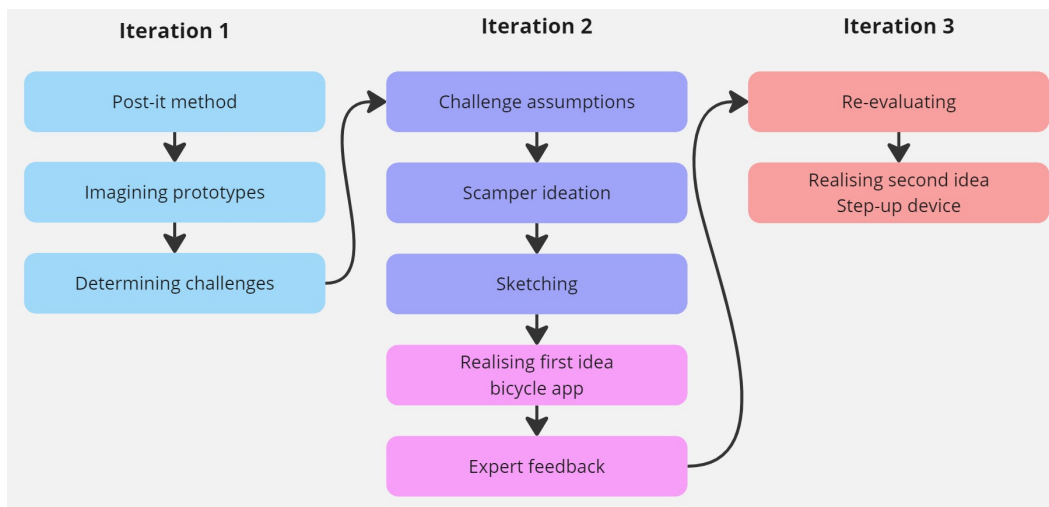 Iteration 1
Post-it method
Imagining prototypes
Determining challenges
Iteration 2
Challenge assumptions
Scamper ideation
Sketching
Realising first idea
bicycle app
Expert feedback
Iteration 3
Re-evaluating
Realising second idea
Step-up device